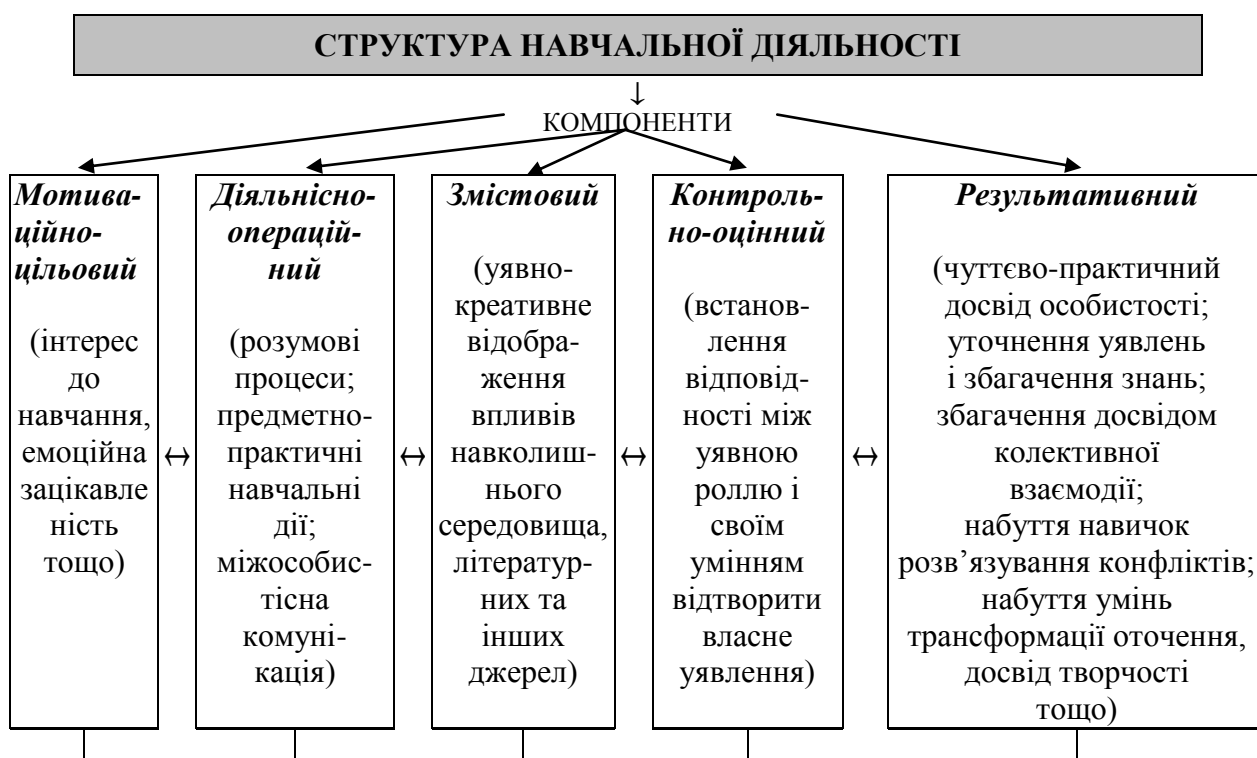 СТРУКТУРА НАВЧАЛЬНОЇ ДІЯЛЬНОСТІ
↓
КОМПОНЕНТИ
Мотива-
ційно-
цільовий
(інтерес
до
навчання,
емоційна
зацікавле
ність
тощо)
↔
Діяльнісно-
операцій-
ний
(розумові
процеси;
предметно-
практичні
навчальні
дії;
міжособис-
тісна
комуні-
кація)
↔
Змістовий
(уявно-
креативне
відобра-
ження
впливів
навколиш-
нього
середовища,
літератур-
них та
інших
джерел)
↔
Контроль-
но-оцінний
(встанов-
лення
відповід-
ності між
уявною
роллю і
своїм
умінням
відтворити
власне
уявлення)
↔
Результативний
(чуттєво-практичний
досвід особистості;
уточнення уявлень
і збагачення знань;
збагачення досвідом
колективної
взаємодії;
набуття навичок
розв’язування конфліктів;
набуття умінь
трансформації оточення,
досвід творчості
тощо)